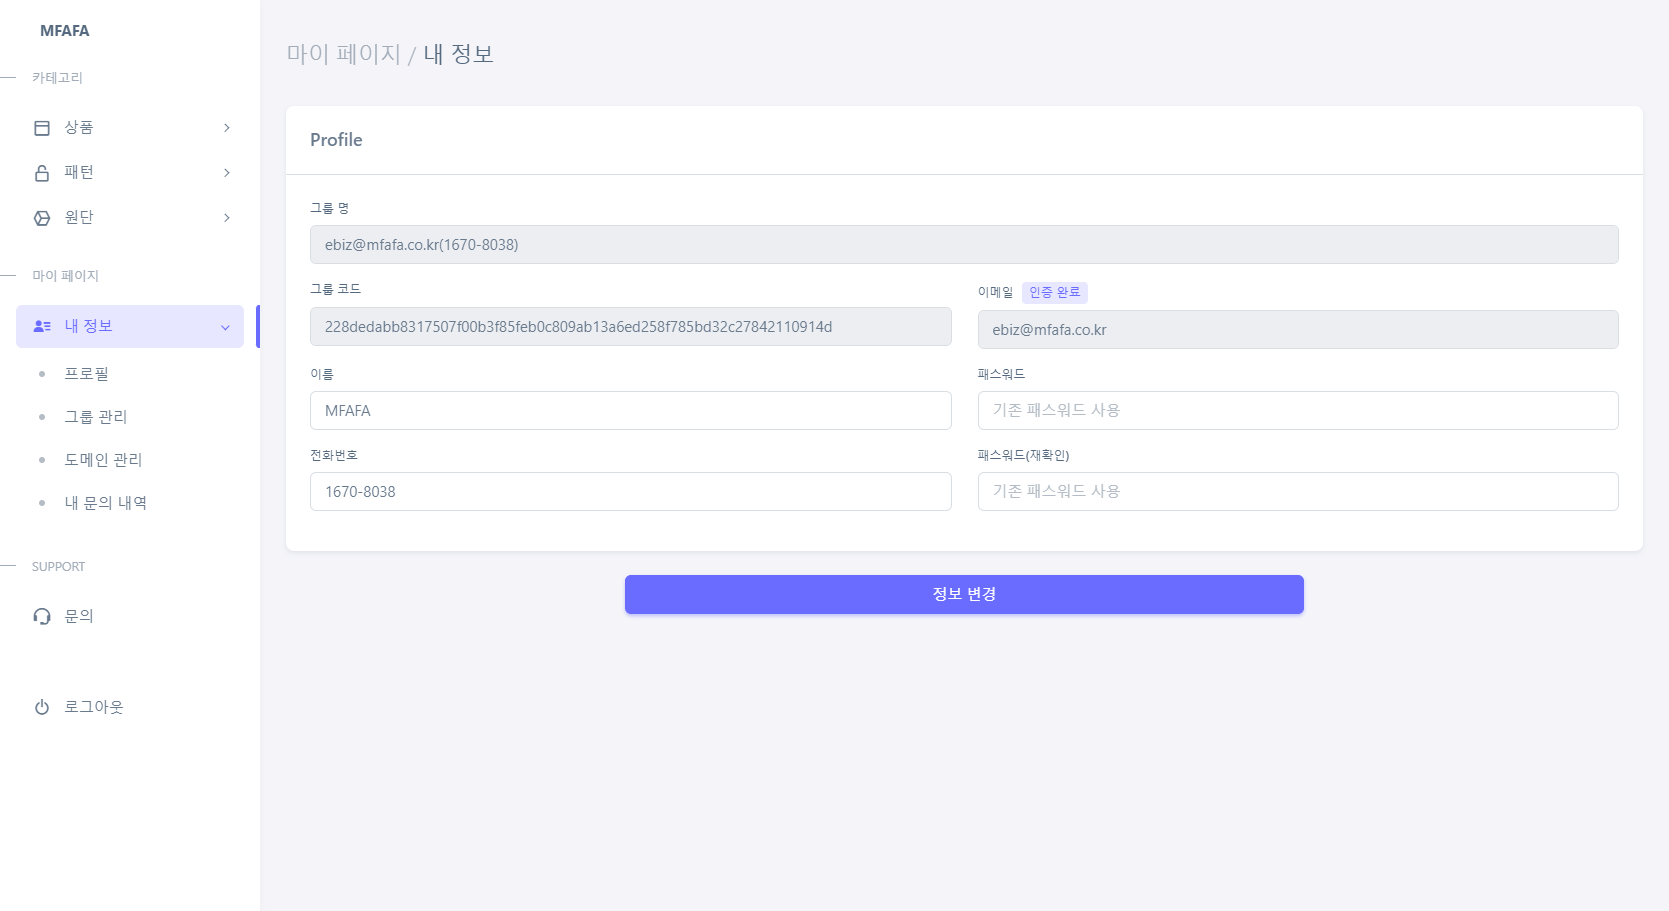 MFAFA
카테고리
상품
패턴
원단
마이 페이지
내 정보
프로필
그룹 관리
도메인 관리
내 문의 내역
SUPPORT
문의
로그아웃
마이 페이지 / 내 정보
Profile
그룹 명
ebiz@mfafa.co.kr(1670-8038)
그룹 코드
228dedabb8317507f00b3f85feb0c809ab13a6ed258f785bd32c27842110914d
이메일 인증 완료
ebiz@mfafa.co.kr
이름
MFAFA
패스워드
기존 패스워드 사용
전화번호
1670-8038
패스워드(재확인)
기존 패스워드 사용
정보 변경